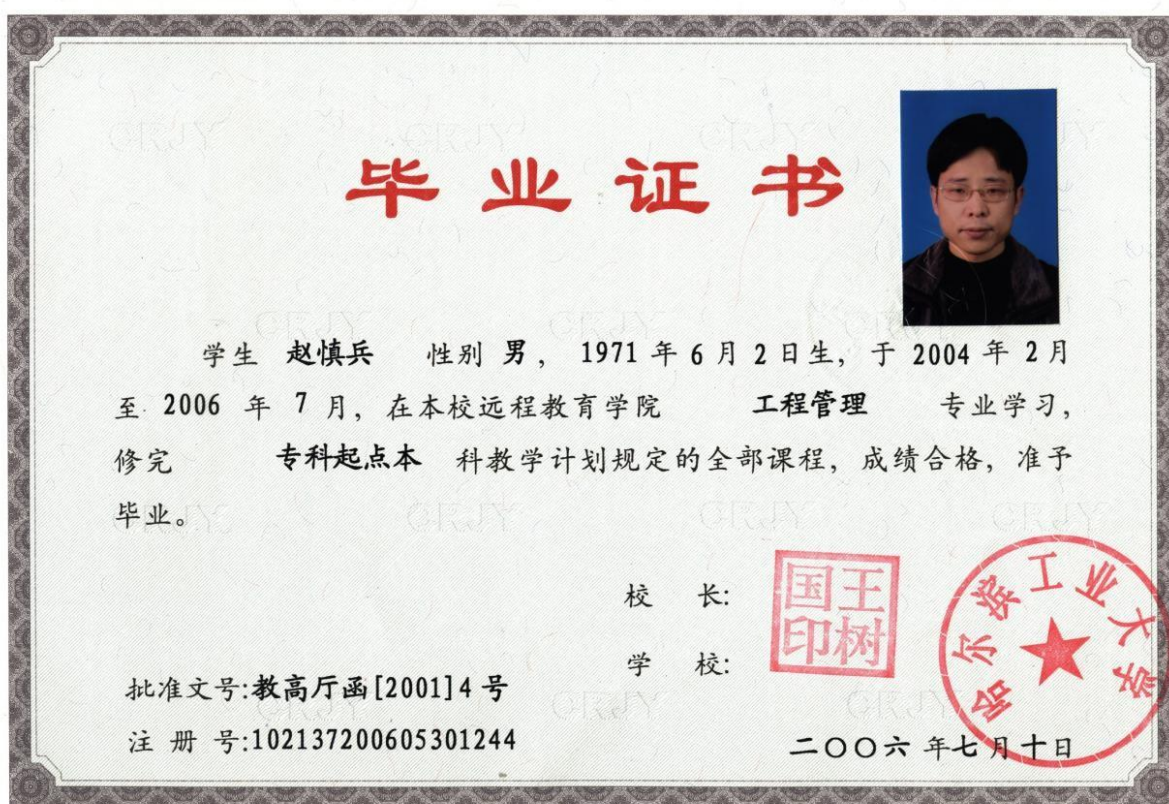 毕业证书
学生 赵慎兵 性别 男， 1971 年 6 月 2 日生，于 2004 年 2 月
至 2006 年 7 月，在本校远程教育学院 工程管理 专业学习，
修完 专科起点本 科教学计划规定的全部课程，成绩合格，准予
毕业。
校 长：
王树国印
学 校：
哈尔滨工业大学
批准文号:教高厅函[2001]4 号
注 册 号:102137200605301244
二〇〇六 年七月十日